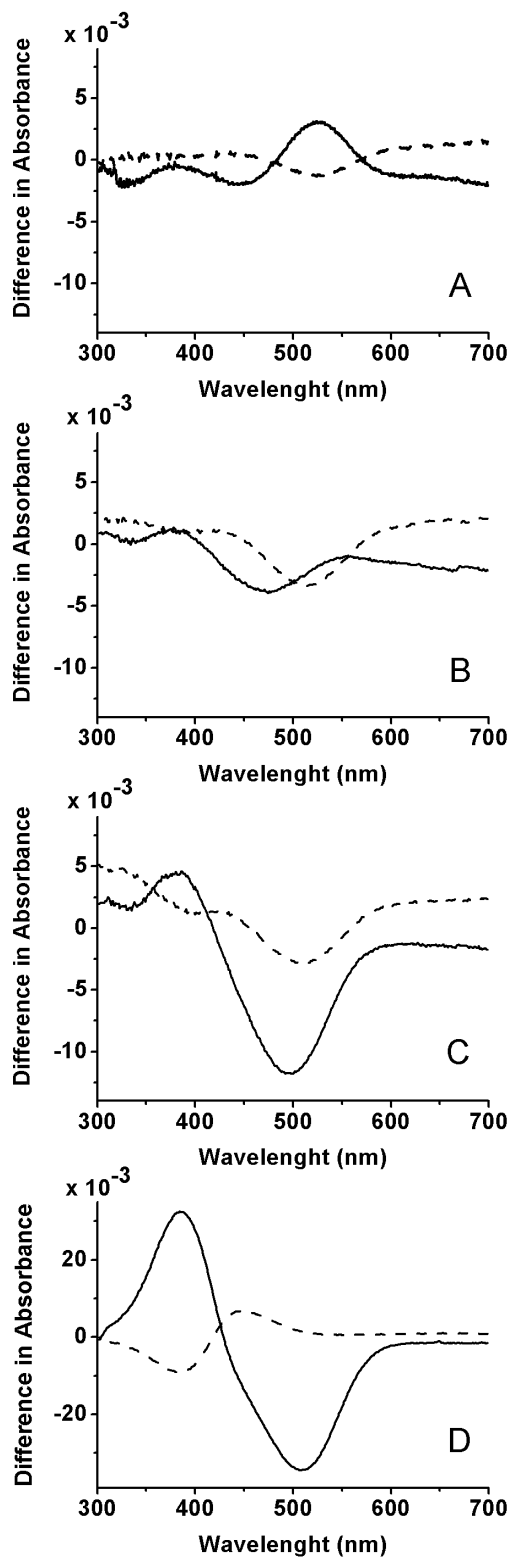 x 10-3
Difference in Absorbance
5
0
-5
-10
A
300 400 500 600 700
Wavelenght (nm)
x 10-3
Difference in Absorbance
5
0
-5
-10
B
300 400 500 600 700
Wavelenght (nm)
x 10-3
Difference in Absorbance
5
0
-5
-10
C
300 400 500 600 700
Wavelenght (nm)
x 10-3
Difference in Absorbance
20
0
-20
D
300 400 500 600 700
Wavelenght (nm)